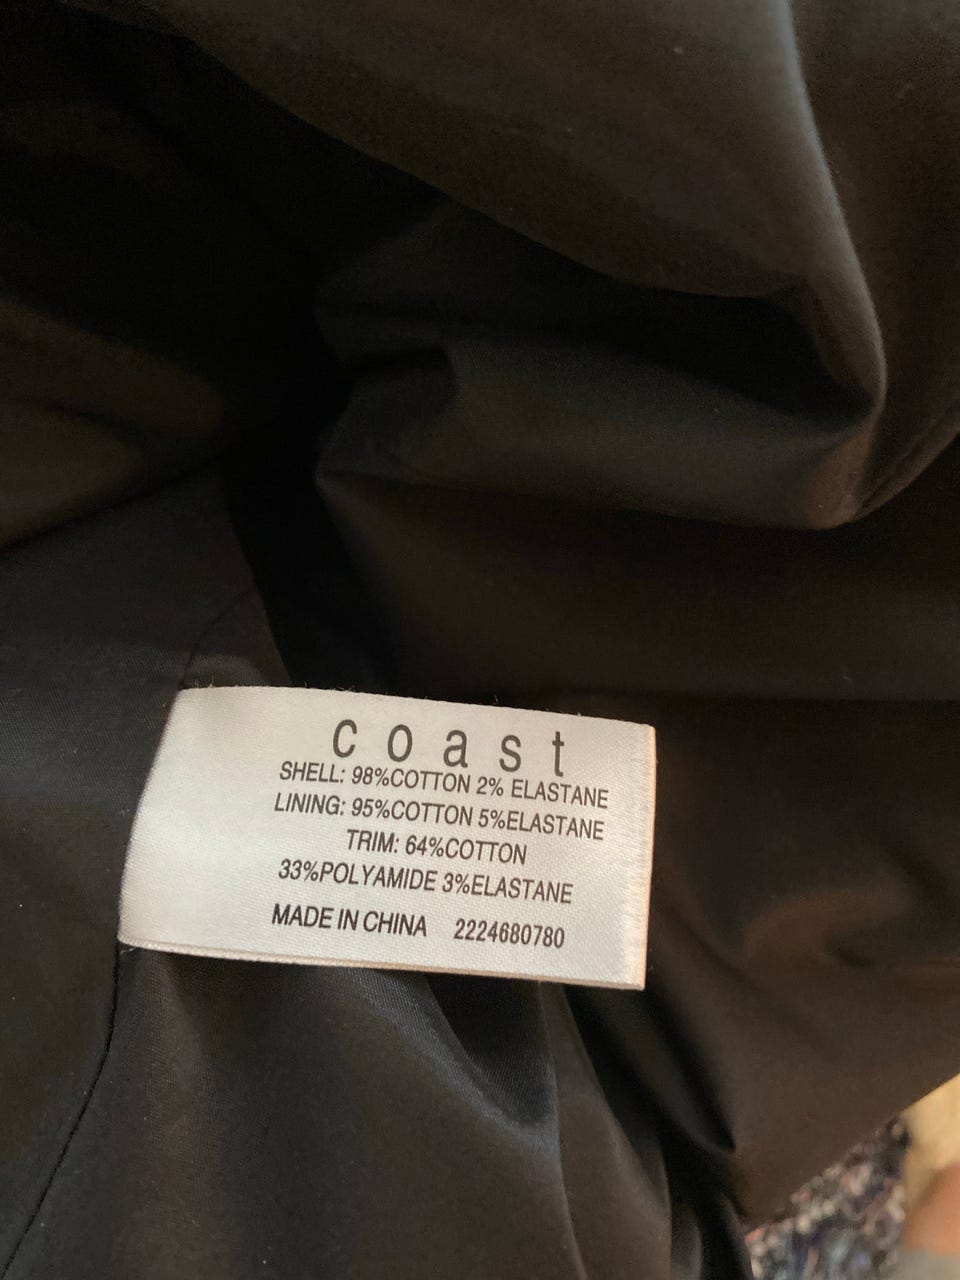 coast
SHELL: 98%COTTON 2% ELASTANE
LINING: 95%COTTON 5%ELASTANE
TRIM: 64%COTTON
33%POLYAMIDE 3%ELASTANE
MADE IN CHINA 2224680780